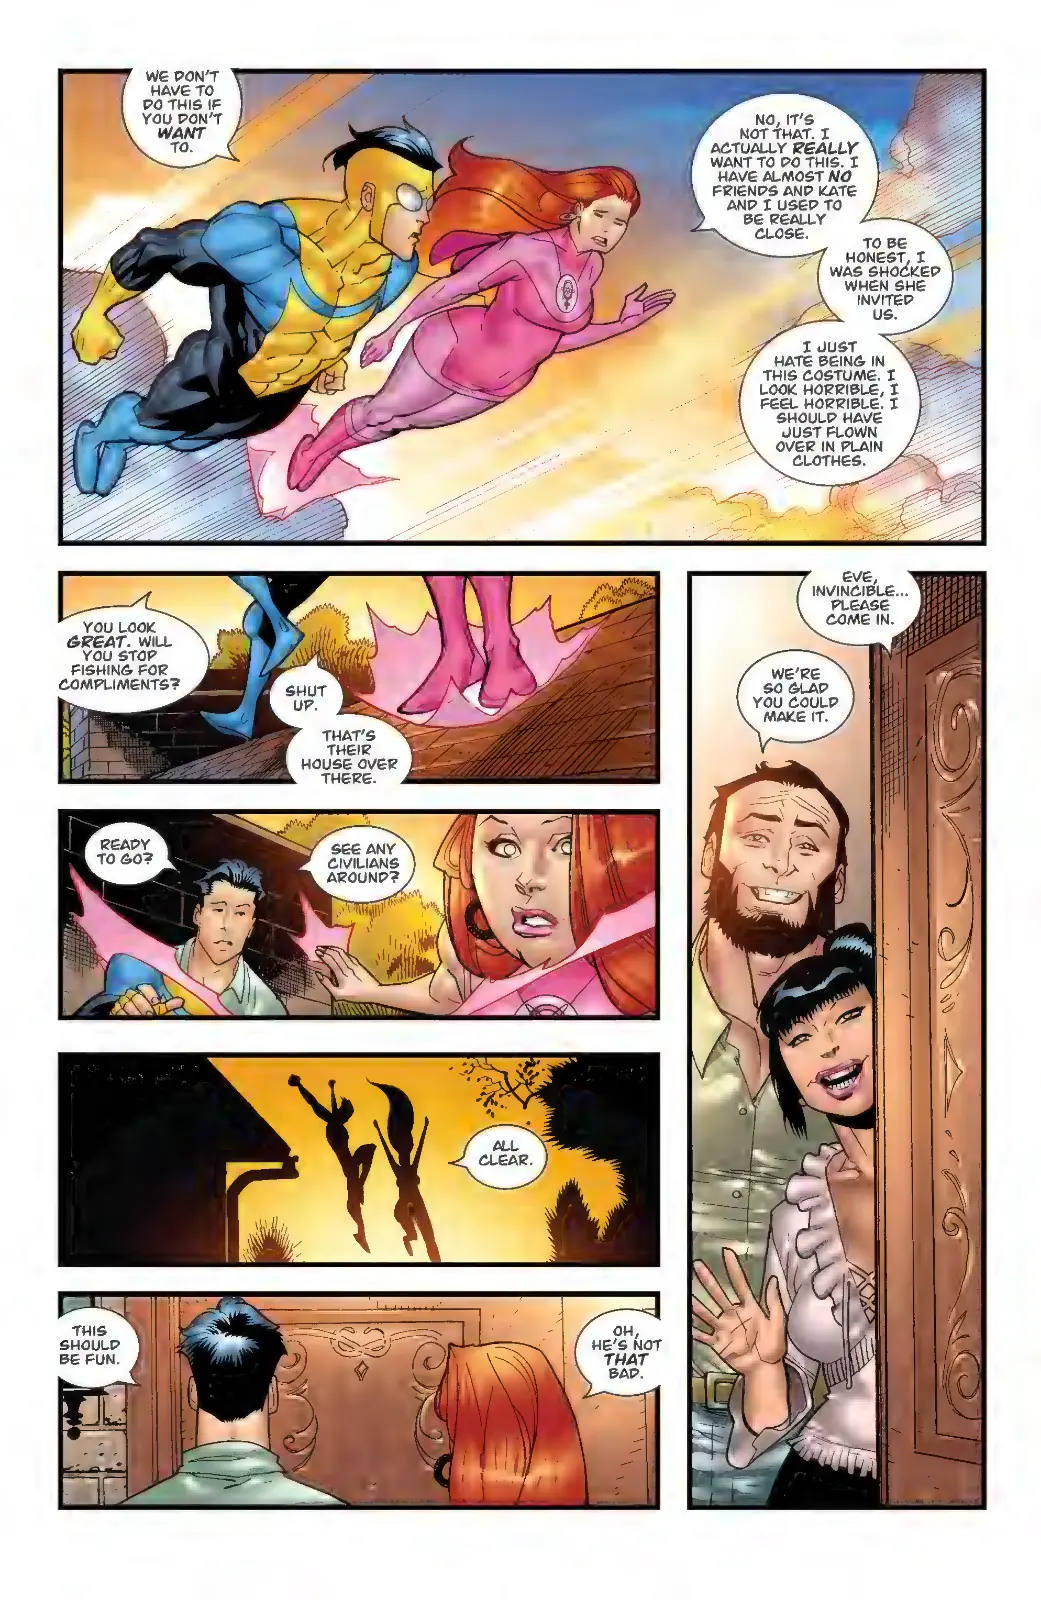 WE DON'T
HAVE TO
DO THIS IF
YOU DON'T
WANT
TO.
NO, IT'S
NOT THAT. I
ACTUALLY REALLY
WANT TO DO THIS. I
HAVE ALMOST NO
FRIENDS AND KATE
AND I USED TO
BE REALLY
CLOSE.
TO BE
HONEST, I
WAS SHOCKED
WHEN SHE
INVITED
US.
I JUST
HATE BEING IN
THIS COSTUME. I
LOOK HORRIBLE, I
FEEL HORRIBLE. I
SHOULD HAVE
JUST FLOWN
OVER IN PLAIN
CLOTHES.
YOU LOOK
GREAT. WILL
YOU STOP
FISHING FOR
COMPLIMENTS?
SHUT
UP.
THAT'S
THEIR
HOUSE OVER
THERE.
READY
TO GO?
SEE ANY
CIVILIANS
AROUND?
ALL
CLEAR.
THIS
SHOULD
BE FUN.
OH,
HE'S NOT
THAT
BAD.
EVE,
INVINCIBLE...
PLEASE
COME IN.
WE'RE
SO GLAD
YOU COULD
MAKE IT.